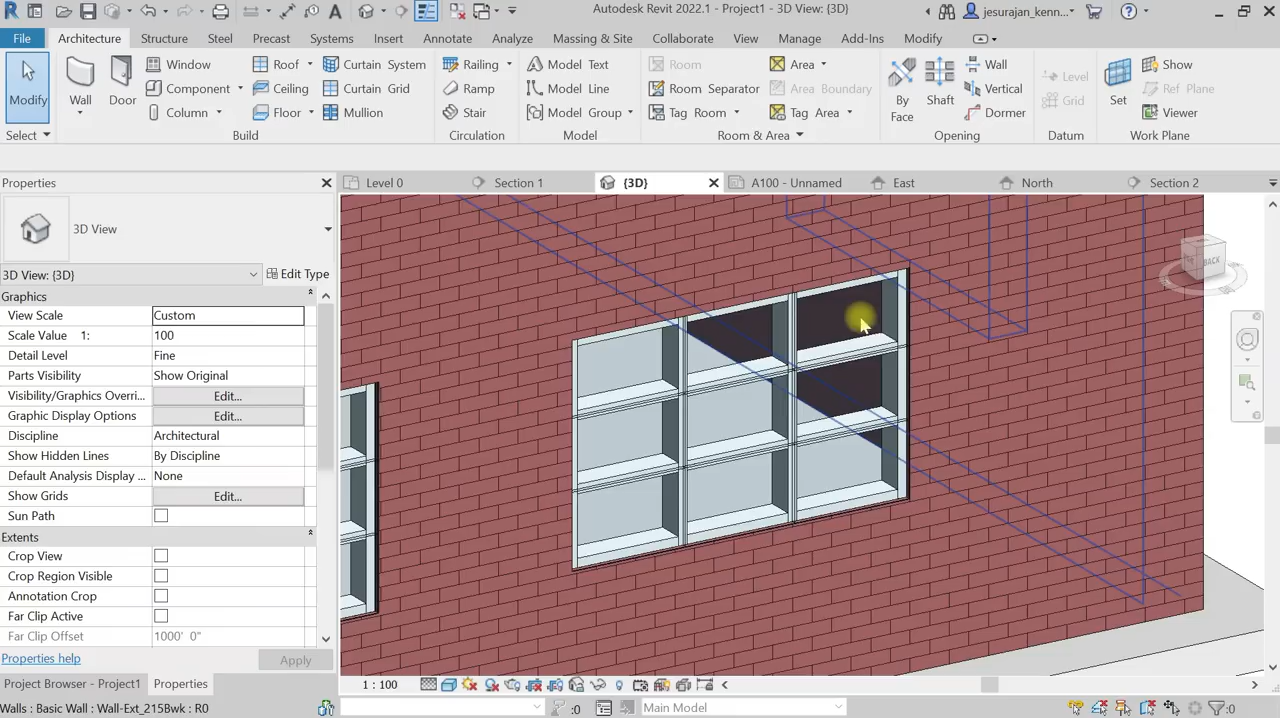 Autodesk Revit 2022.1 - Project1 - 3D View: {3D}
jesurajan_kenn...
File Architecture Structure Steel Precast Systems Insert Annotate Analyze Massing & Site Collaborate View Manage Add-Ins Modify
Modify
Select
Wall
Door
Window
Component
Column
Roof
Ceiling
Floor
Curtain System
Curtain Grid
Mullion
Build
Railing
Ramp
Stair
Circulation
Model Text
Model Line
Model Group
Model
Room
Room Separator
Tag Room
Area
Area Boundary
Tag Area
Room & Area
By
Face
Shaft
Wall
Vertical
Dormer
Opening
Level
Grid
Datum
Set
Show
Ref Plane
Viewer
Work Plane
Properties
Level 0 Section 1 {3D} A100 - Unnamed East North Section 2
3D View
3D View: {3D} Edit Type
Graphics
View Scale Custom
Scale Value 1: 100
Detail Level Fine
Parts Visibility Show Original
Visibility/Graphics Overri... Edit...
Graphic Display Options Edit...
Discipline Architectural
Show Hidden Lines By Discipline
Default Analysis Display ... None
Show Grids Edit...
Sun Path
Extents
Crop View
Crop Region Visible
Annotation Crop
Far Clip Active
Far Clip Offset 1000' 0"
Properties help Apply
Project Browser - Project1 Properties
BACK
1 : 100
Walls : Basic Wall : Wall-Ext_215Bwk : R0
:0
Main Model
:0